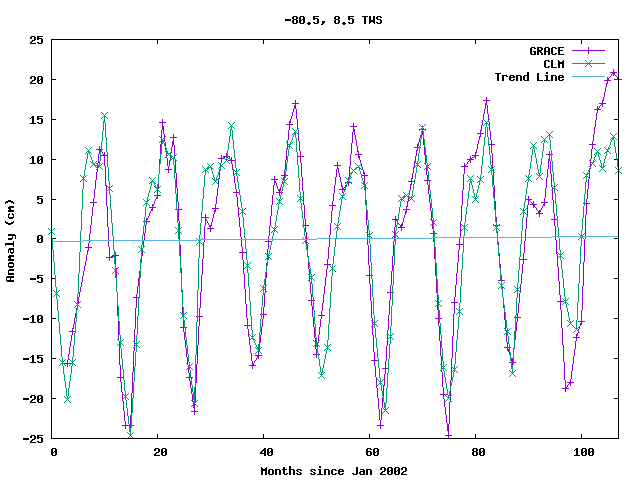 -80.5, 8.5 TWS
GRACE
CLM
Trend Line
Anomaly (cm)
25
20
15
10
5
0
-5
-10
-15
-20
-25
0 20 40 60 80 100
Months since Jan 2002